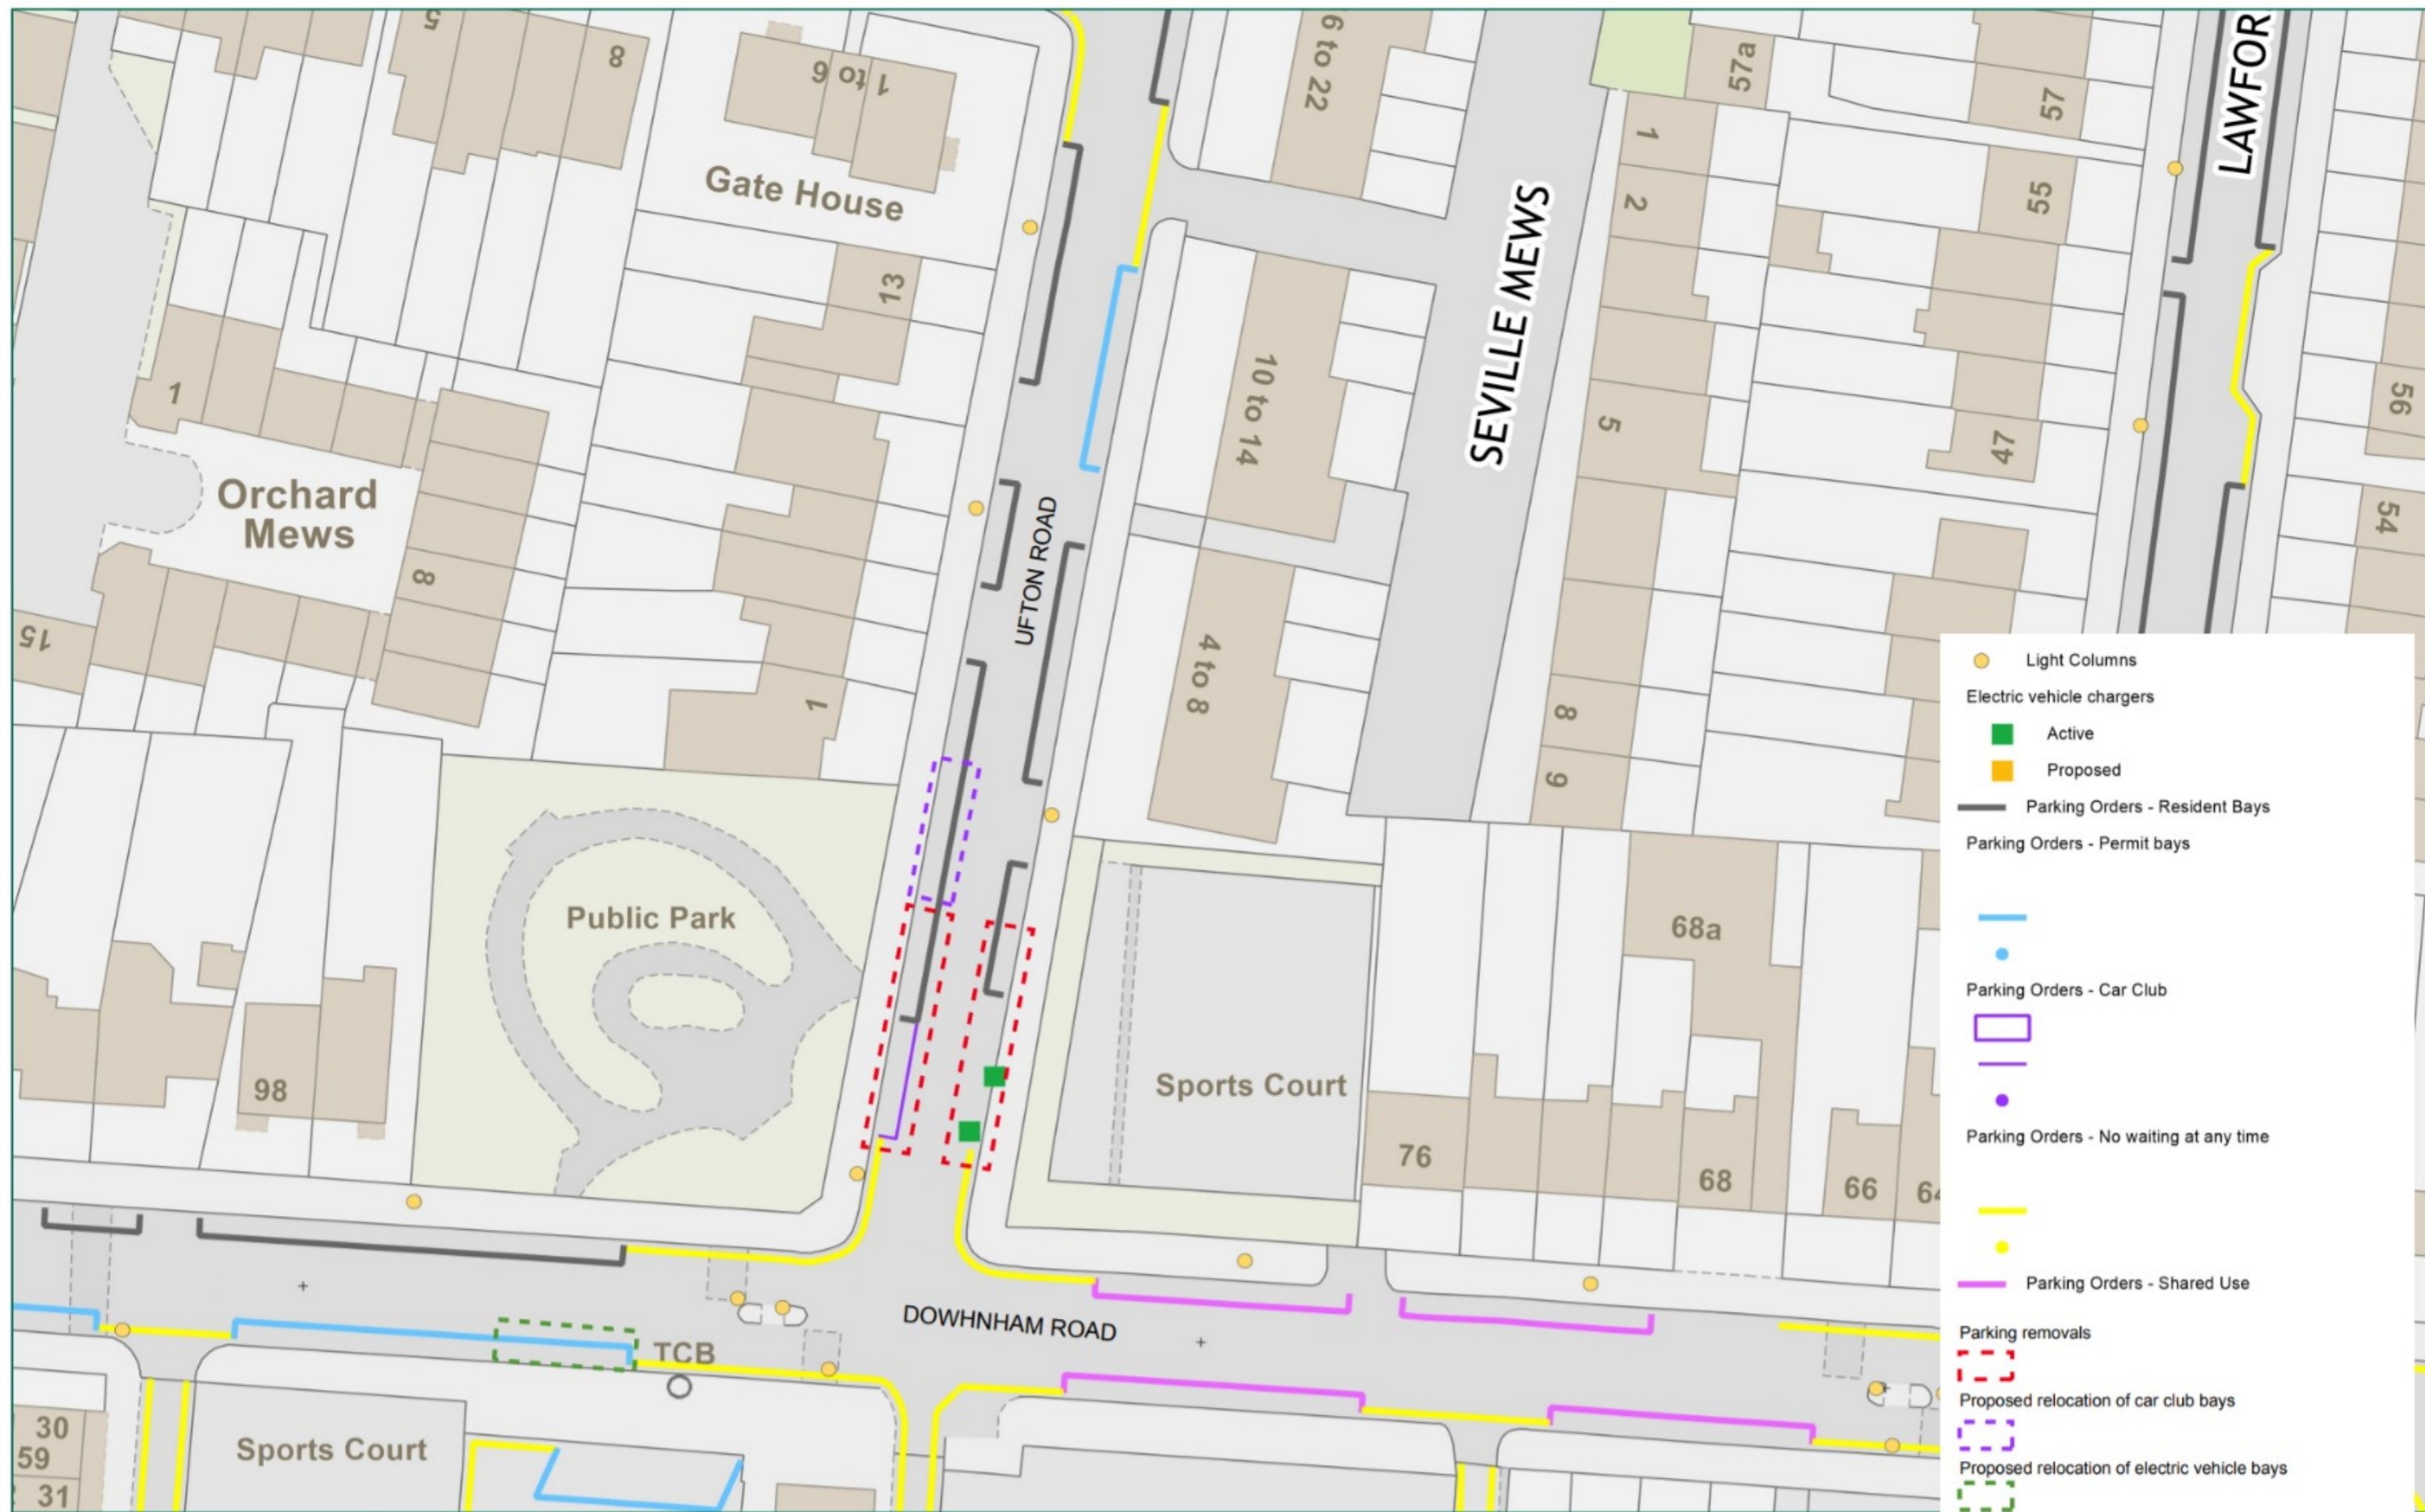 5
8
1 to 6
Gate House
13
6 to 22
57a
57
LAWFOR
1
2
55
SEVILLE MEWS
10 to 14
5
47
56
54
1
Orchard
Mews
8
15
UFTON ROAD
4 to 8
1
8
9
Public Park
98
Sports Court
68a
76
68
66
64
DOWHNHAM ROAD
TCB
Sports Court
30
59
31
Light Columns
Electric vehicle chargers
Active
Proposed
Parking Orders - Resident Bays
Parking Orders - Permit bays
Parking Orders - Car Club
Parking Orders - No waiting at any time
Parking Orders - Shared Use
Parking removals
Proposed relocation of car club bays
Proposed relocation of electric vehicle bays